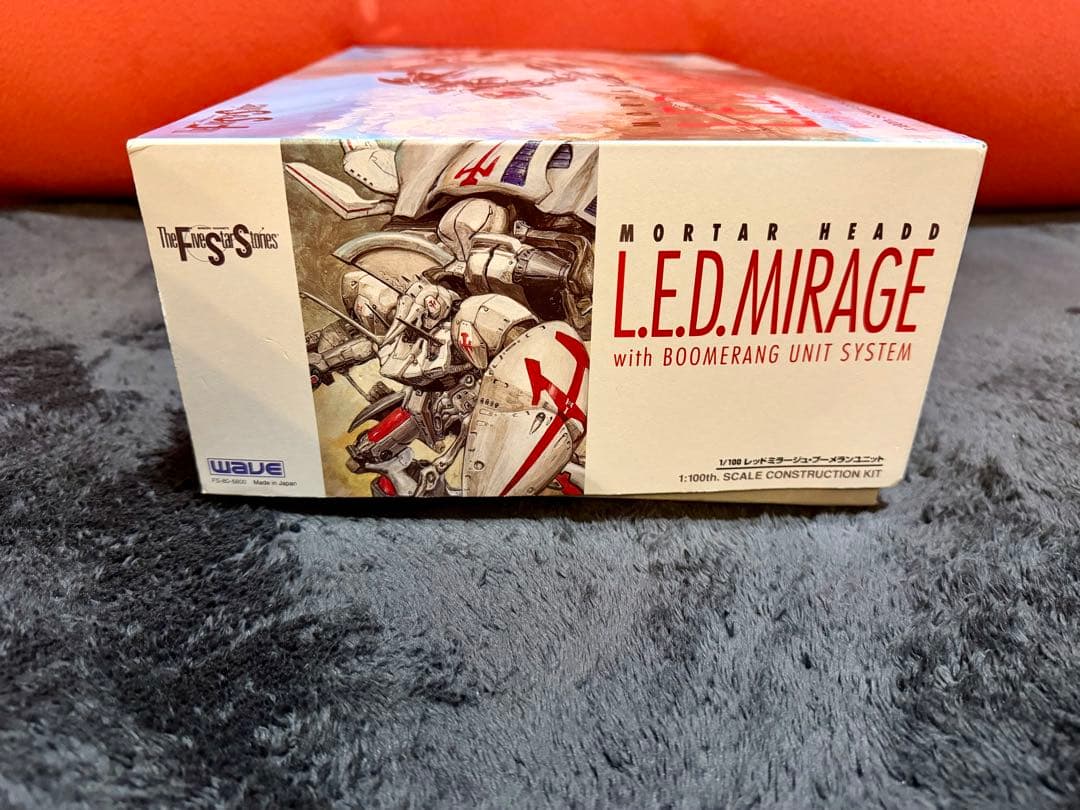 The Five Star Stories
MORTAR HEADD
L.E.D. MIRAGE
with BOOMERANG UNIT SYSTEM
1/100 レッドミラージュ・ブーメランユニット
1:100th. SCALE CONSTRUCTION KIT
wave
Made in Japan